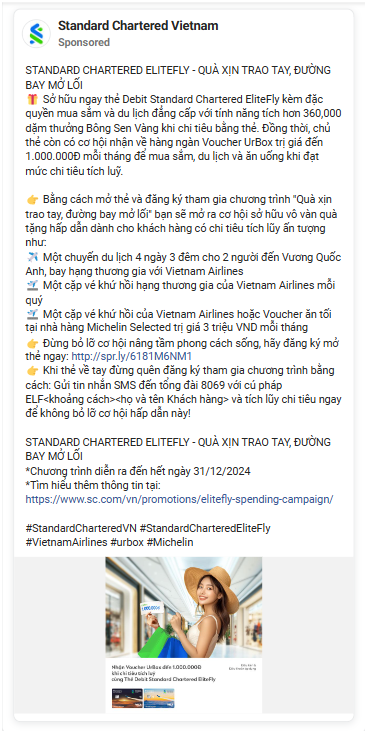 Standard Chartered Vietnam
Sponsored
STANDARD CHARTERED ELITEFLY - QUÀ XỊN TRAO TAY, ĐƯỜNG
BAY MỞ LỐI
🎁 Sở hữu ngay thẻ Debit Standard Chartered EliteFly kèm đặc
quyền mua sắm và du lịch đẳng cấp với tính năng tích hơn 360,000
dặm thưởng Bông Sen Vàng khi chi tiêu bằng thẻ. Đồng thời, chủ
thẻ còn có cơ hội nhận về hàng ngàn Voucher UrBox trị giá đến
1.000.000Đ mỗi tháng để mua sắm, du lịch và ăn uống khi đạt
mức chi tiêu tích luỹ.
👉 Bằng cách mở thẻ và đăng ký tham gia chương trình "Quà xịn
trao tay, đường bay mở lối" bạn sẽ mở ra cơ hội sở hữu vô vàn quà
tặng hấp dẫn dành cho khách hàng có chi tiêu tích lũy ấn tượng
như:
✈️ Một chuyến du lịch 4 ngày 3 đêm cho 2 người đến Vương Quốc
Anh, bay hạng thương gia với Vietnam Airlines
🛫 Một cặp vé khứ hồi hạng thương gia của Vietnam Airlines mỗi
quý
🛫 Một cặp vé khứ hồi của Vietnam Airlines hoặc Voucher ăn tối
tại nhà hàng Michelin Selected trị giá 3 triệu VND mỗi tháng
👉 Đừng bỏ lỡ cơ hội nâng tầm phong cách sống, hãy đăng ký mở
thẻ ngay: http://spr.ly/6181M6NM1
👉 Khi thẻ về tay đừng quên đăng ký tham gia chương trình bằng
cách: Gửi tin nhắn SMS đến tổng đài 8069 với cú pháp
ELF<khoảng cách><họ và tên Khách hàng> và tích lũy chi tiêu ngay
để không bỏ lỡ cơ hội hấp dẫn này!
STANDARD CHARTERED ELITEFLY - QUÀ XỊN TRAO TAY, ĐƯỜNG
BAY MỞ LỐI
*Chương trình diễn ra đến hết ngày 31/12/2024
*Tìm hiểu thêm thông tin tại:
https://www.sc.com/vn/promotions/elitefly-spending-campaign/
#StandardCharteredVN #StandardCharteredEliteFly
#VietnamAirlines #urbox #Michelin
1.000.000Đ
Nhận Voucher UrBox đến 1.000.000Đ
khi chi tiêu tích luỹ
cùng Thẻ Debit Standard Chartered EliteFly